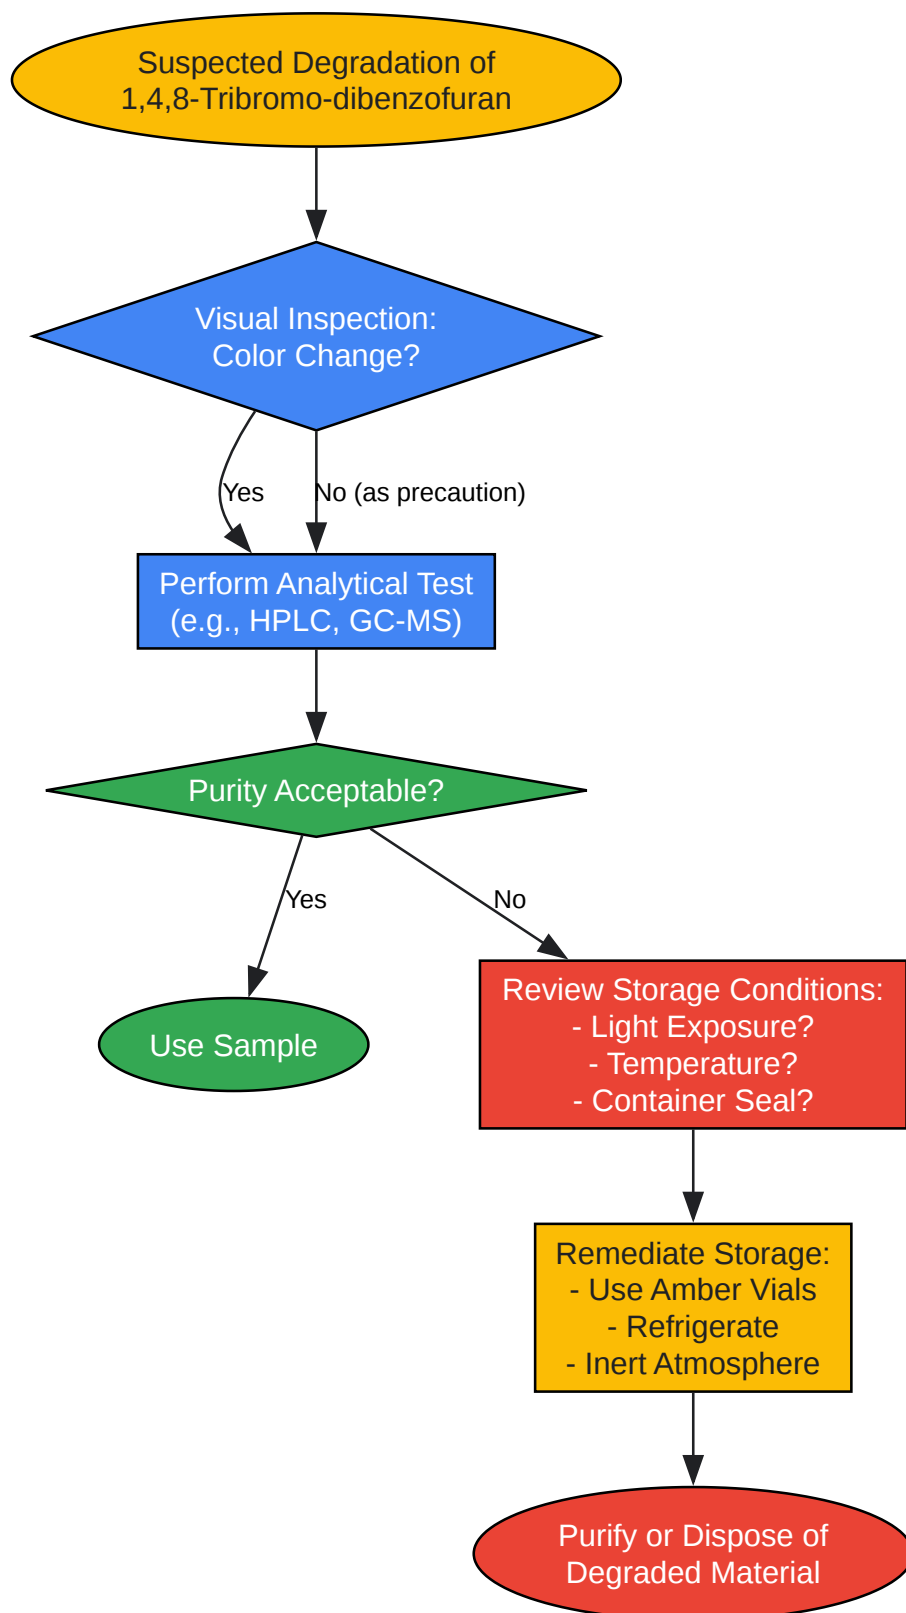 Suspected Degradation of
1,4,8-Tribromo-dibenzofuran
Visual Inspection:
Color Change?
Yes
No (as precaution)
Perform Analytical Test
(e.g., HPLC, GC-MS)
Purity Acceptable?
Yes
No
Use Sample
Review Storage Conditions:
- Light Exposure?
- Temperature?
- Container Seal?
Remediate Storage:
- Use Amber Vials
- Refrigerate
- Inert Atmosphere
Purify or Dispose of
Degraded Material